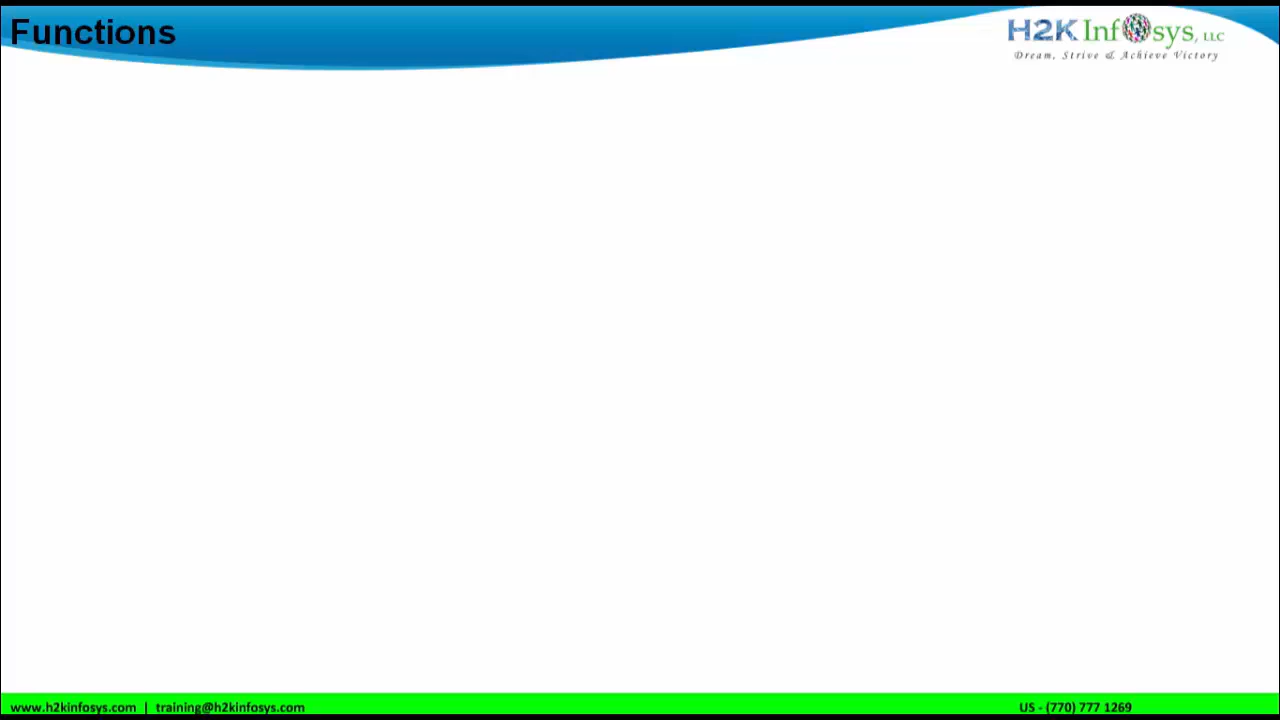 Functions
H2K Infosys, LLC
Dream, Strive & Achieve Victory
www.h2kinfosys.com | training@h2kinfosys.com
US - (770) 777 1269